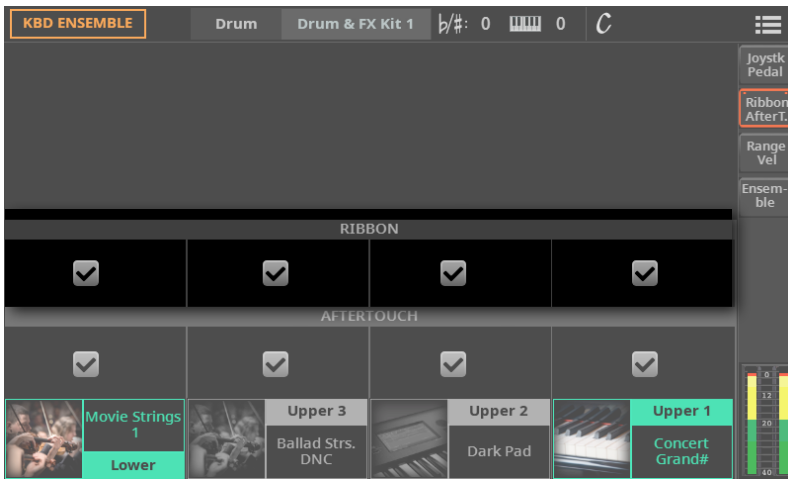 KBD ENSEMBLE Drum Drum & FX Kit 1 ♭/#: 0 0 C
Joystk
Pedal
Ribbon
AfterT.
Range
Vel
Ensem-
ble
RIBBON
AFTERTOUCH
Movie Strings
1
Lower
Upper 3
Ballad Strs.
DNC
Upper 2
Dark Pad
Upper 1
Concert
Grand#
0
12
20
40